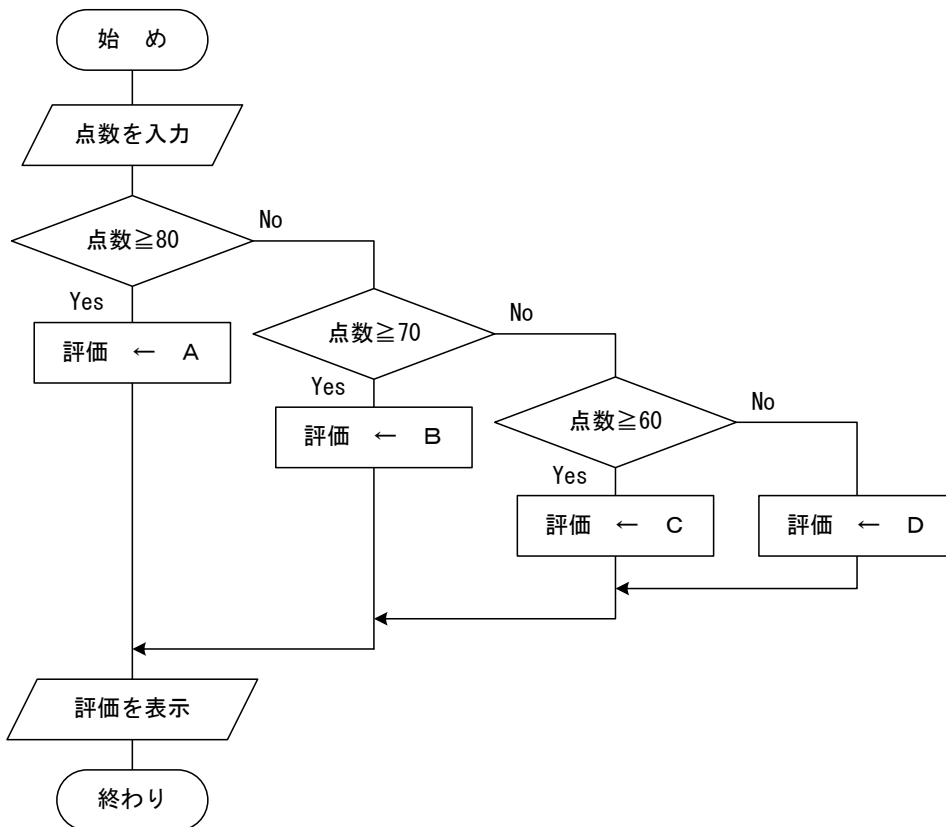 始　め
点数を入力
点数≧80
No
Yes
評価　←　Ａ
点数≧70
No
Yes
評価　←　Ｂ
点数≧60
No
Yes
評価　←　Ｃ
評価　←　Ｄ
評価を表示
終わり